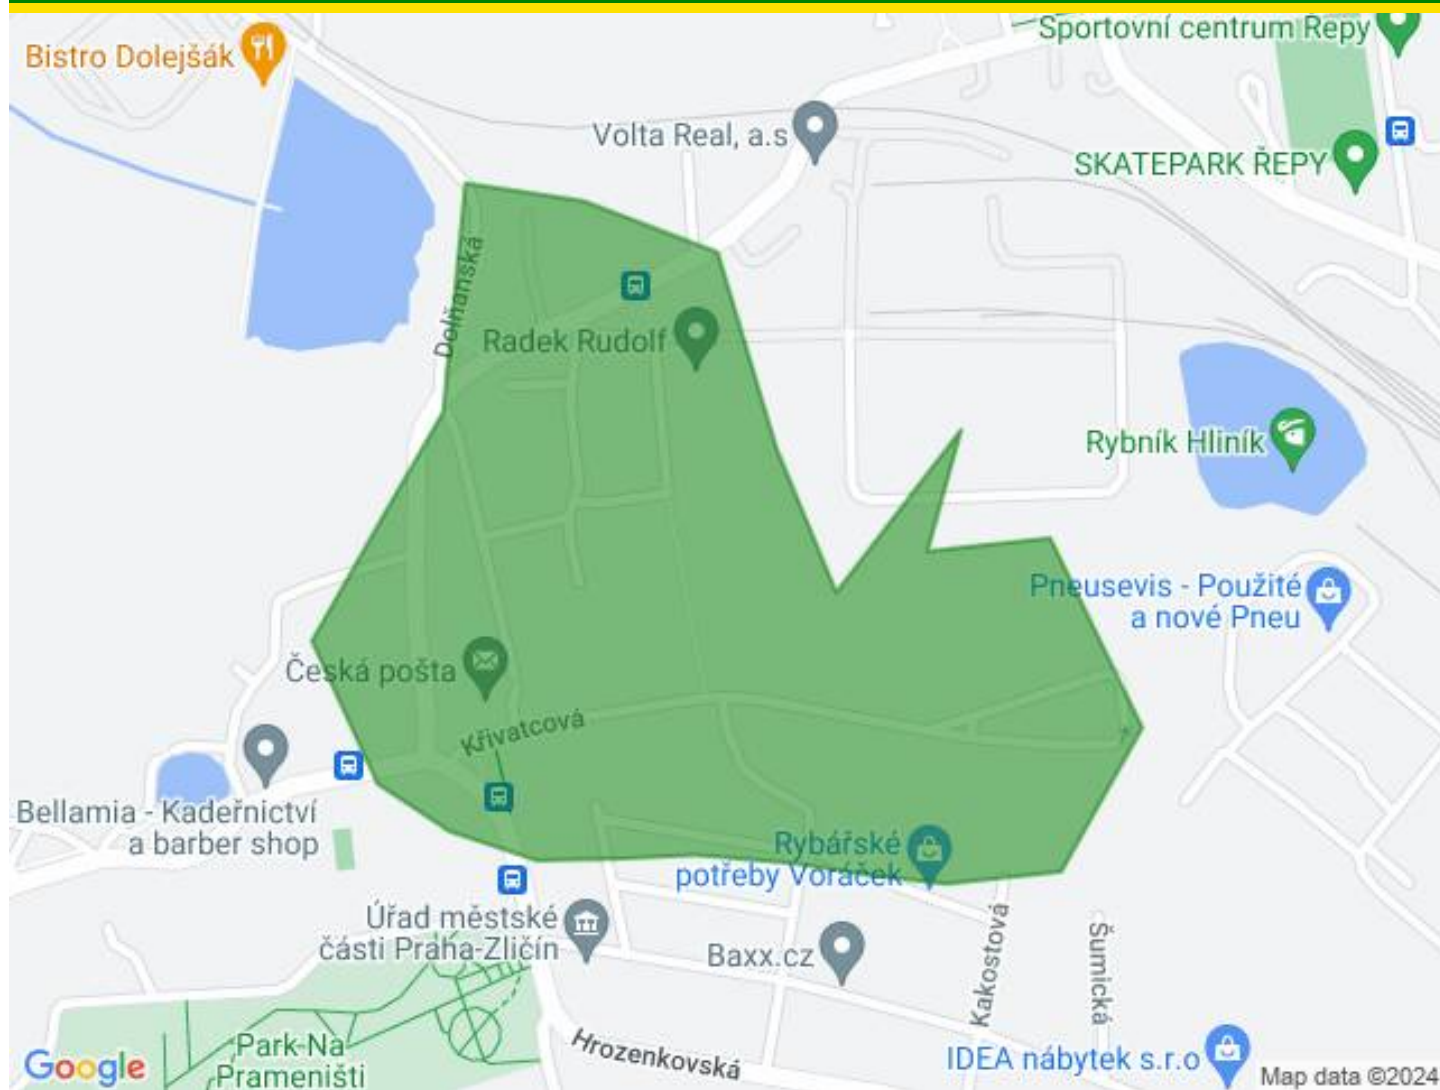 Sportovní centrum Řepy
Bistro Dolejšák
Volta Real, a.s
SKATEPARK ŘEPY
Dolňanská
Radek Rudolf
Rybník Hliník
Pneusevis - Použité
a nové Pneu
Česká pošta
Křivatcová
Bellamia - Kadeřnictví
a barber shop
Rybářské
potřeby Voráček
Úřad městské
části Praha-Zličín
Baxx.cz
Kakostová
Šumická
Park Na
Prameništi
Hrozenkovská
IDEA nábytek s.r.o
Google
Map data ©2024